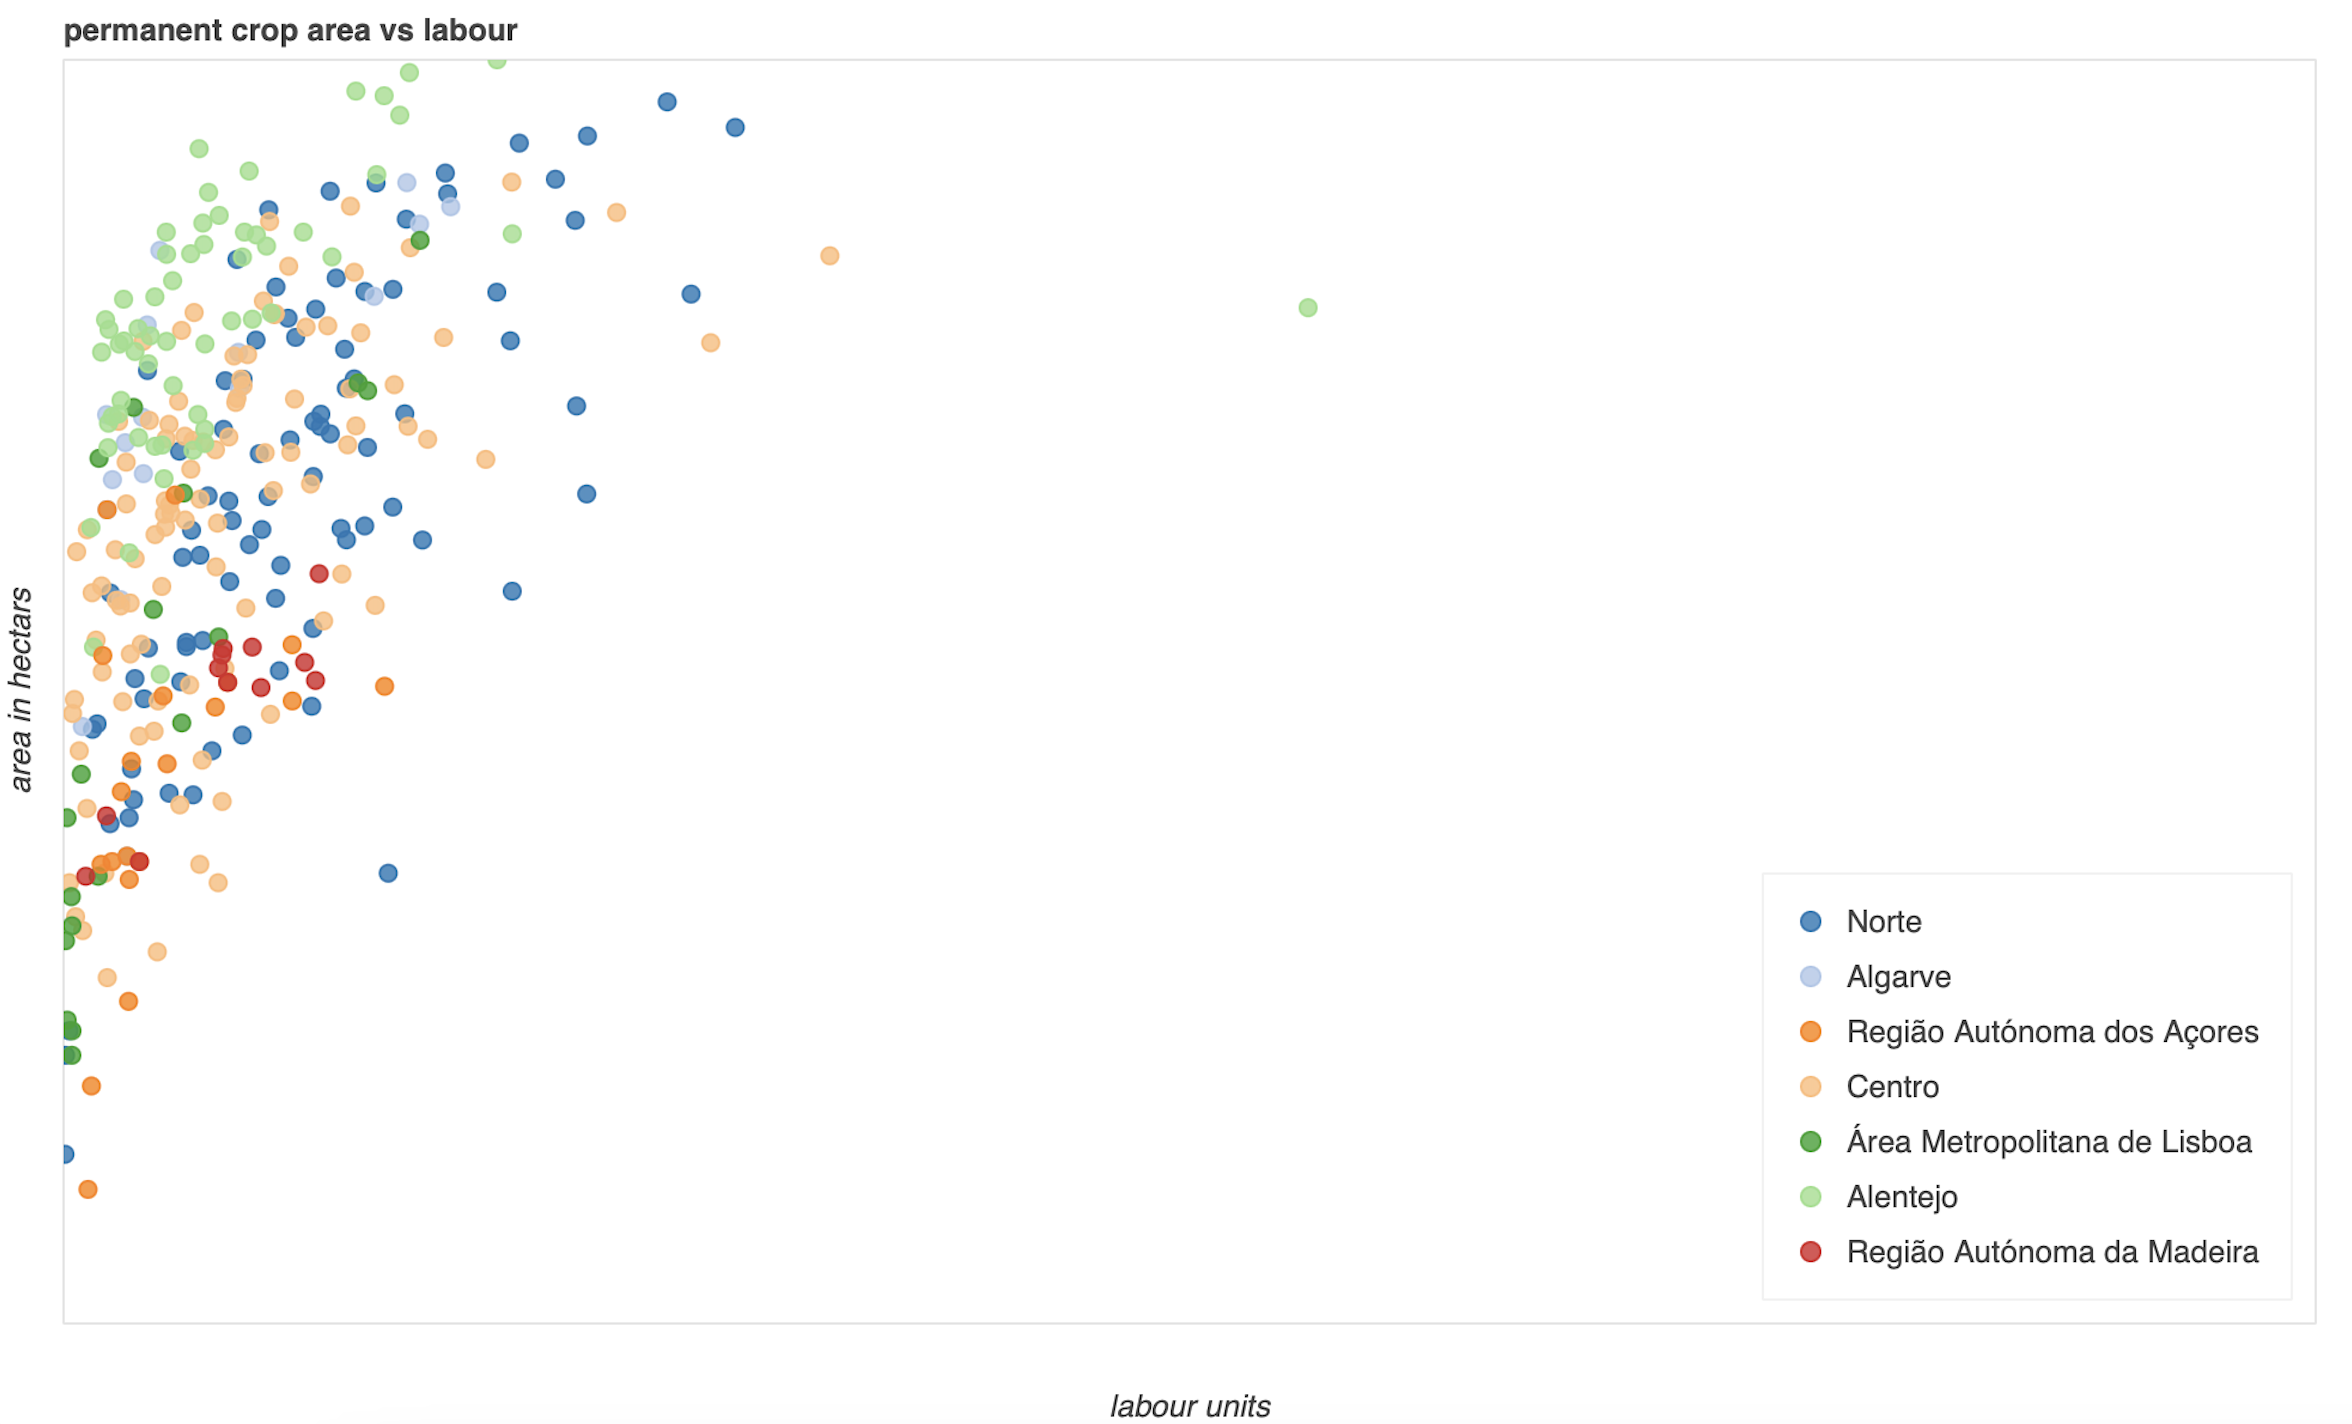 permanent crop area vs labour
area in hectars
Norte
Algarve
Região Autónoma dos Açores
Centro
Área Metropolitana de Lisboa
Alentejo
Região Autónoma da Madeira
labour units